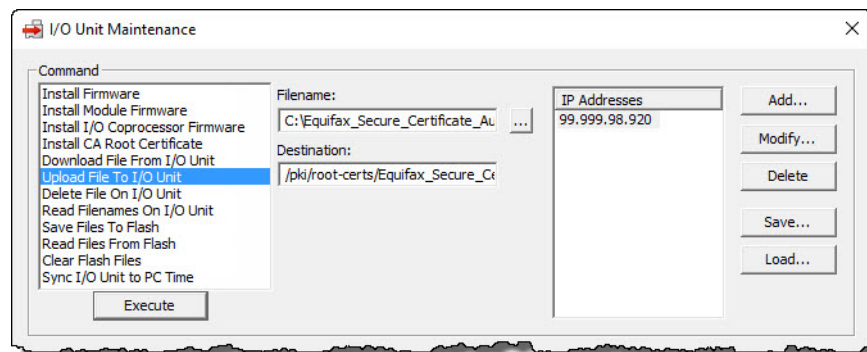 I/O Unit Maintenance
Command
Install Firmware
Install Module Firmware
Install I/O Coprocessor Firmware
Install CA Root Certificate
Download File From I/O Unit
Upload File To I/O Unit
Delete File On I/O Unit
Read Filenames On I/O Unit
Save Files To Flash
Read Files From Flash
Clear Flash Files
Sync I/O Unit to PC Time
Execute
Filename:
C:\Equifax_Secure_Certificate_Au
...
Destination:
/pki/root-certs/Equifax_Secure_Ce
IP Addresses
99.999.98.920
Add...
Modify...
Delete
Save...
Load...